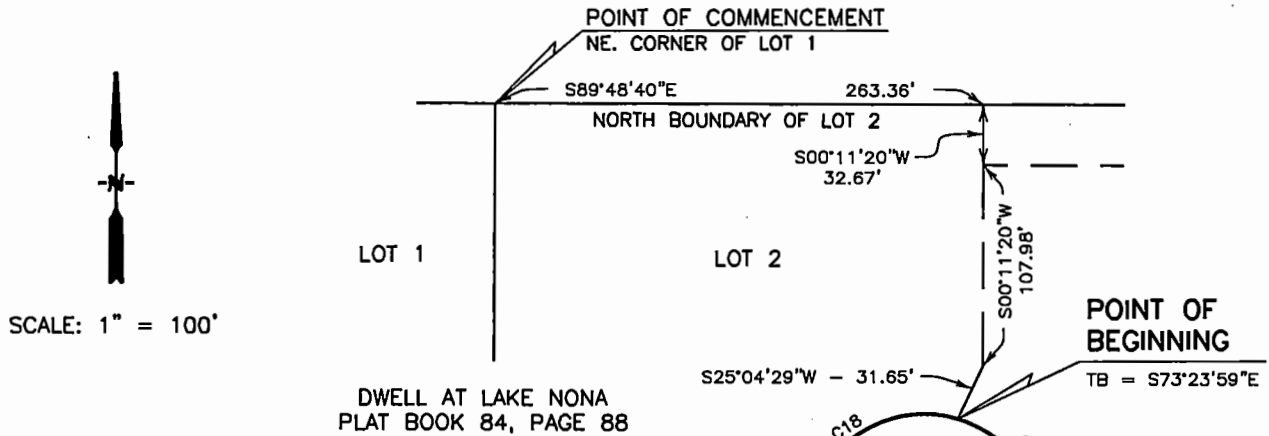 POINT OF COMMENCEMENT
NE. CORNER OF LOT 1
S89°48'40"E
263.36'
NORTH BOUNDARY OF LOT 2
S00°11'20"W
32.67'
N
S00°11'20"W
107.98'
LOT 1
LOT 2
SCALE: 1" = 100'
POINT OF
BEGINNING
TB = S73°23'59"E
S25°04'29"W - 31.65'
DWELL AT LAKE NONA
PLAT BOOK 84, PAGE 88
C18